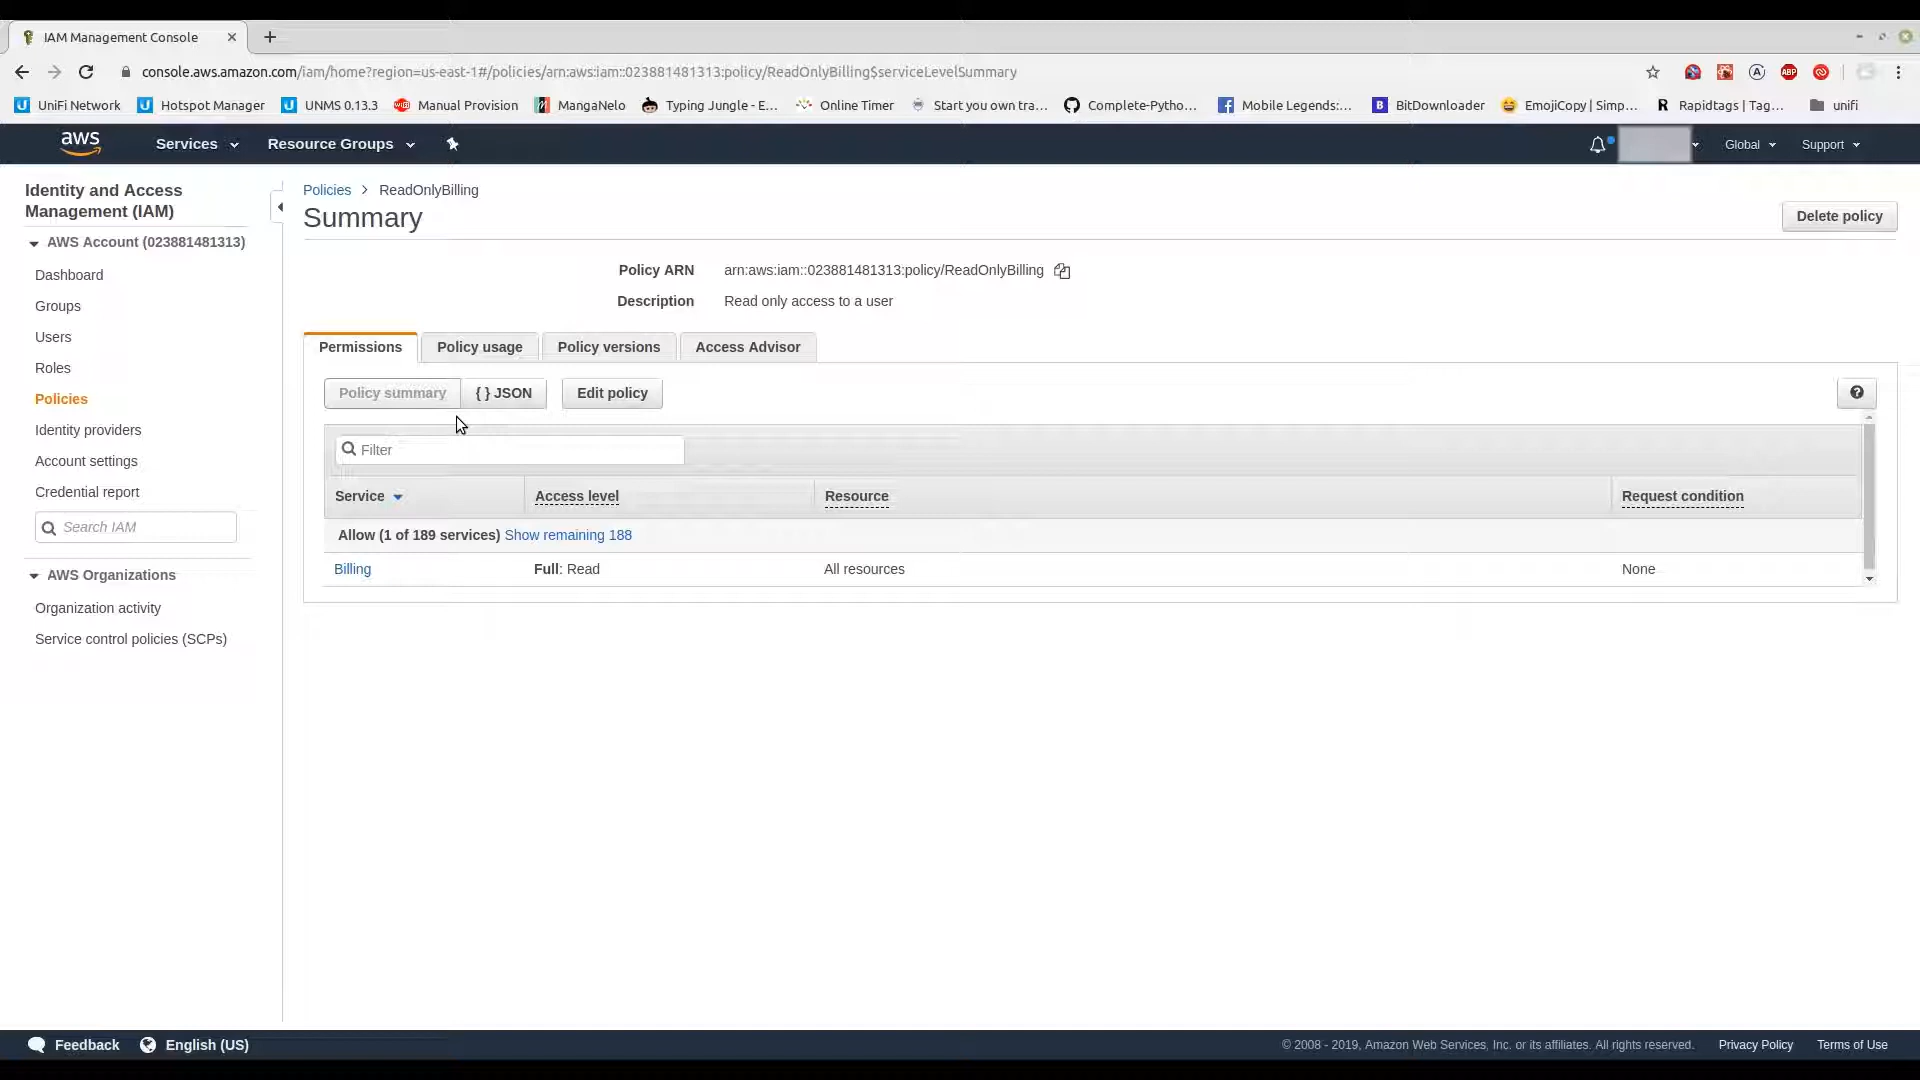 IAM Management Console
console.aws.amazon.com/iam/home?region=us-east-1#/policies/arn:aws:iam::023881481313:policy/ReadOnlyBilling$serviceLevelSummary
ABP
UniFi Network Hotspot Manager UNMS 0.13.3 Manual Provision MangaNelo Typing Jungle - E... Online Timer Start you own tra... Complete-Pytho... Mobile Legends:... BitDownloader EmojiCopy | Simp... Rapidtags | Tag... unifi
aws Services Resource Groups Global Support
Identity and Access
Management (IAM)
AWS Account (023881481313)
Dashboard
Groups
Users
Roles
Policies
Identity providers
Account settings
Credential report
Search IAM
AWS Organizations
Organization activity
Service control policies (SCPs)
Policies > ReadOnlyBilling
Summary
Delete policy
Policy ARN arn:aws:iam::023881481313:policy/ReadOnlyBilling
Description Read only access to a user
Permissions Policy usage Policy versions Access Advisor
Policy summary { } JSON Edit policy
Filter
Service Access level Resource Request condition
Allow (1 of 189 services) Show remaining 188
Billing Full: Read All resources None
Feedback English (US) © 2008 - 2019, Amazon Web Services, Inc. or its affiliates. All rights reserved. Privacy Policy Terms of Use